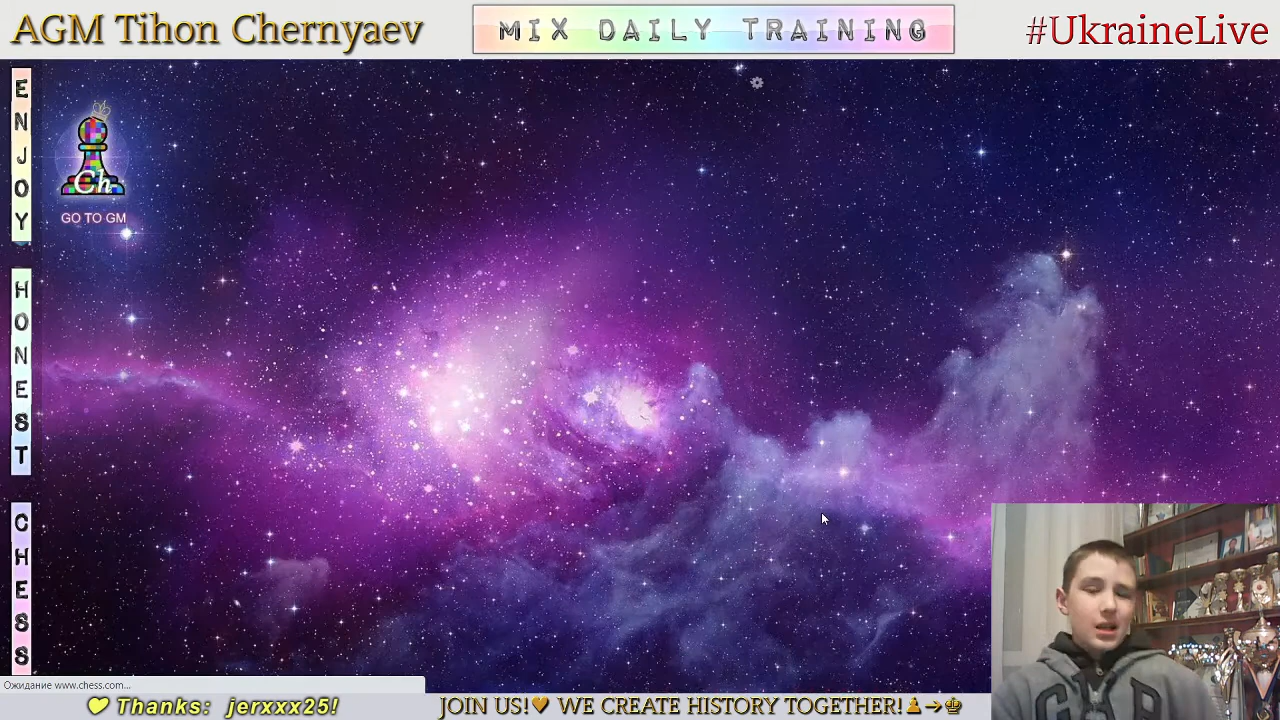 AGM Tihon Chernyaev
MIX DAILY TRAINING
#UkraineLive
ENJOY
HONEST
CHESS
Ch
GO TO GM
Ожидание www.chess.com...
Thanks: jerxxx25!
JOIN US! WE CREATE HISTORY TOGETHER!
GAP